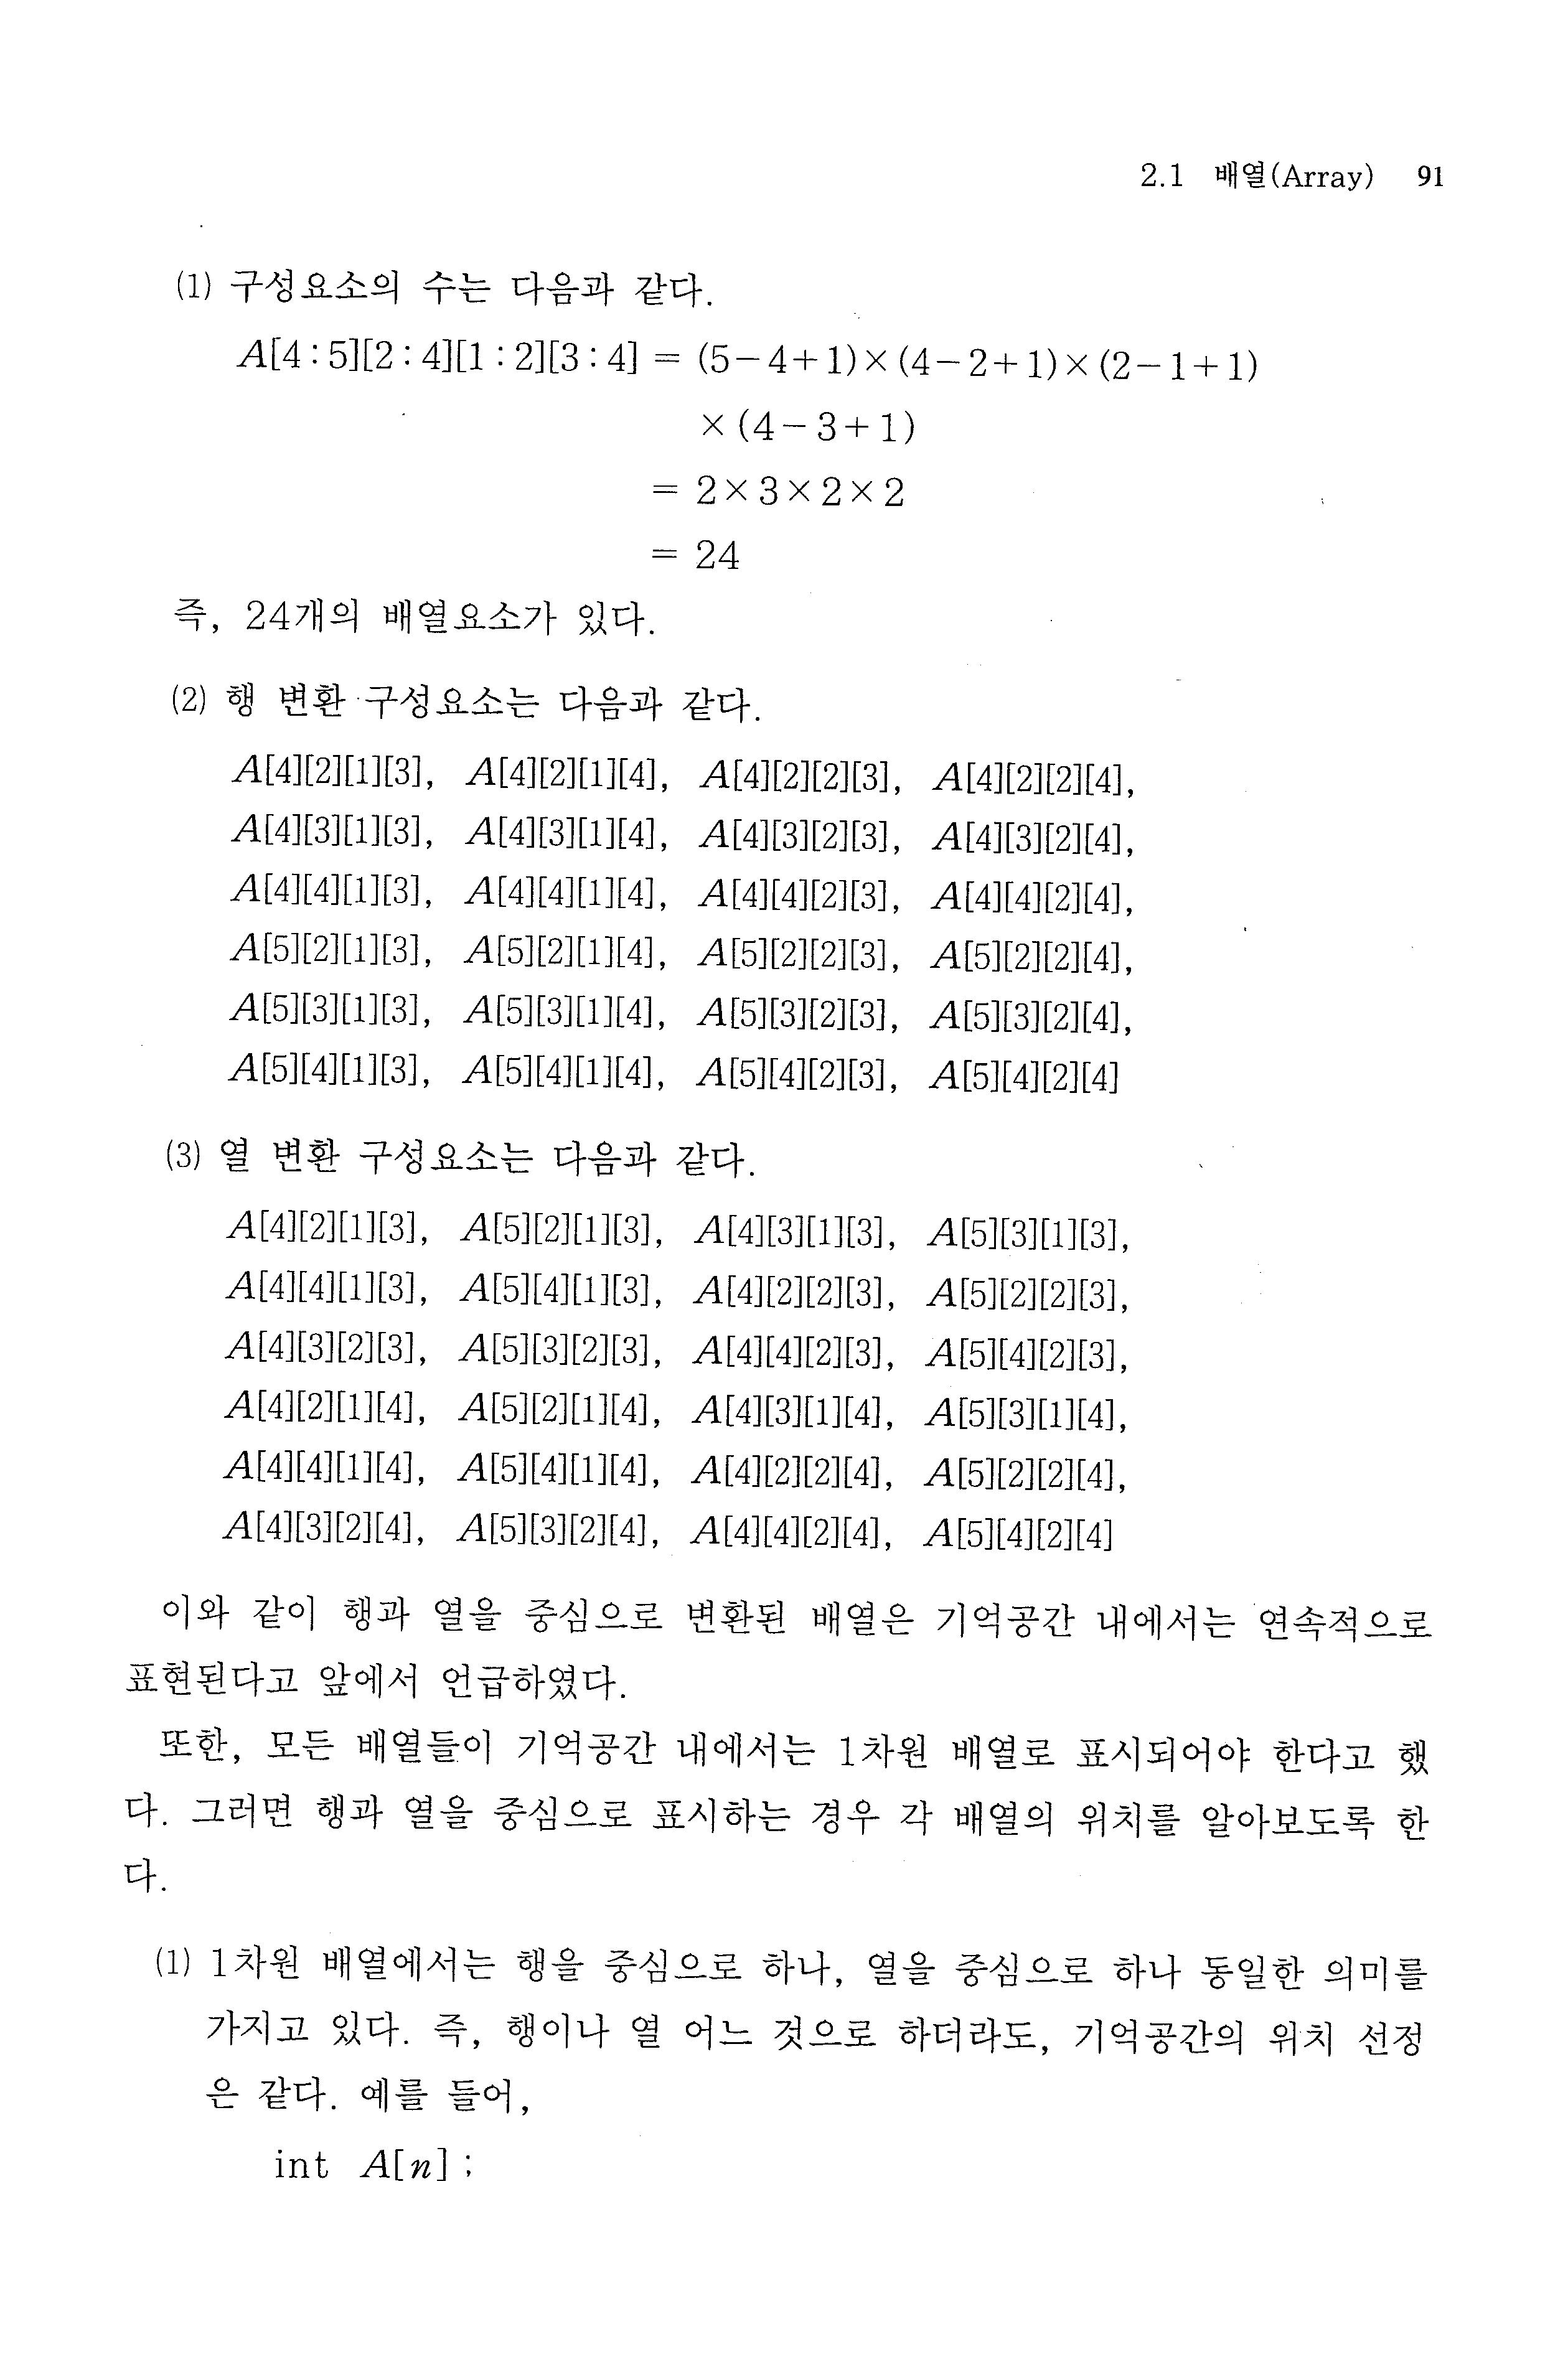 2.1 배열(Array) 91
(1) 구성요소의 수는 다음과 같다.
A[4:5][2:4][1:2][3:4] = (5-4+1)×(4-2+1)×(2-1+1)
×(4-3+1)
= 2×3×2×2
= 24
즉, 24개의 배열요소가 있다.
(2) 행 변환 구성요소는 다음과 같다.
A[4][2][1][3], A[4][2][1][4], A[4][2][2][3], A[4][2][2][4],
A[4][3][1][3], A[4][3][1][4], A[4][3][2][3], A[4][3][2][4],
A[4][4][1][3], A[4][4][1][4], A[4][4][2][3], A[4][4][2][4],
A[5][2][1][3], A[5][2][1][4], A[5][2][2][3], A[5][2][2][4],
A[5][3][1][3], A[5][3][1][4], A[5][3][2][3], A[5][3][2][4],
A[5][4][1][3], A[5][4][1][4], A[5][4][2][3], A[5][4][2][4]
(3) 열 변환 구성요소는 다음과 같다.
A[4][2][1][3], A[5][2][1][3], A[4][3][1][3], A[5][3][1][3],
A[4][4][1][3], A[5][4][1][3], A[4][2][2][3], A[5][2][2][3],
A[4][3][2][3], A[5][3][2][3], A[4][4][2][3], A[5][4][2][3],
A[4][2][1][4], A[5][2][1][4], A[4][3][1][4], A[5][3][1][4],
A[4][4][1][4], A[5][4][1][4], A[4][2][2][4], A[5][2][2][4],
A[4][3][2][4], A[5][3][2][4], A[4][4][2][4], A[5][4][2][4]
이와 같이 행과 열을 중심으로 변환된 배열은 기억공간 내에서는 연속적으로
표현된다고 앞에서 언급하였다.
또한, 모든 배열들이 기억공간 내에서는 1차원 배열로 표시되어야 한다고 했
다. 그러면 행과 열을 중심으로 표시하는 경우 각 배열의 위치를 알아보도록 한
다.
(1) 1차원 배열에서는 행을 중심으로 하나, 열을 중심으로 하나 동일한 의미를
가지고 있다. 즉, 행이나 열 어느 것으로 하더라도, 기억공간의 위치 선정
은 같다. 예를 들어,
int A[n] ;